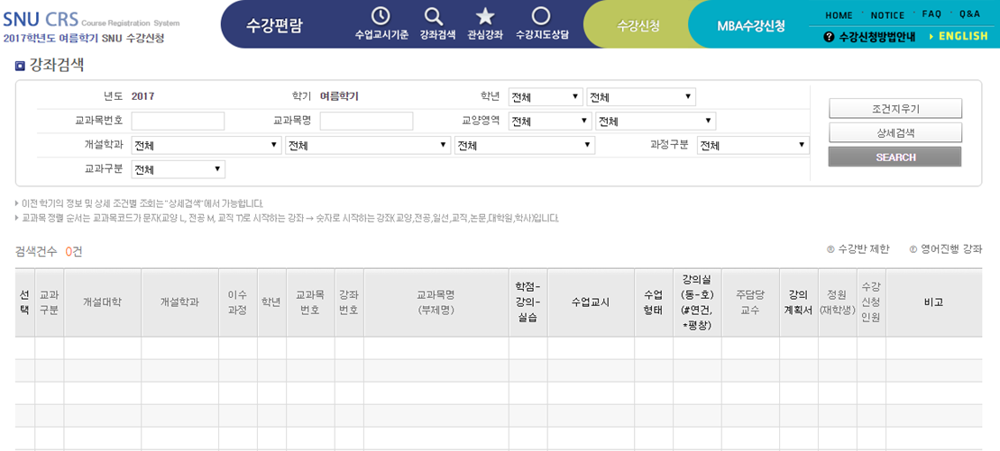 SNU CRS Course Registration System
2017학년도 여름학기 SNU 수강신청
수강편람
수업교시기준 강좌검색 관심강좌 수강지도상담
수강신청
MBA수강신청
HOME NOTICE FAQ Q&A
? 수강신청방법안내 ENGLISH
강좌검색
년도 2017 학기 여름학기 학년 전체 전체
교과목번호 교과목명 교양영역 전체 전체
개설학과 전체 전체 전체 과정구분 전체
교과구분 전체
조건지우기
상세검색
SEARCH
이전 학기의 정보 및 상세 조건별 조회는 "상세검색"에서 가능합니다.
교과목 정렬 순서는 교과목코드가 문자(교양 L, 전공 M, 교직 T)로 시작하는 강좌 → 숫자로 시작하는 강좌(교양,전공,일선,교직,논문,대학원,학사)입니다.
검색건수 0건
Ⓡ 수강반 제한 Ⓔ 영어진행 강좌
선택
교과구분
개설대학
개설학과
이수과정
학년
교과목번호
강좌번호
교과목명
(부제명)
학점-
강의-
실습
수업교시
수업형태
강의실
(동-호)
(#연건,
*평창)
주담당
교수
강의
계획서
정원
(재학생)
수강
신청
인원
비고